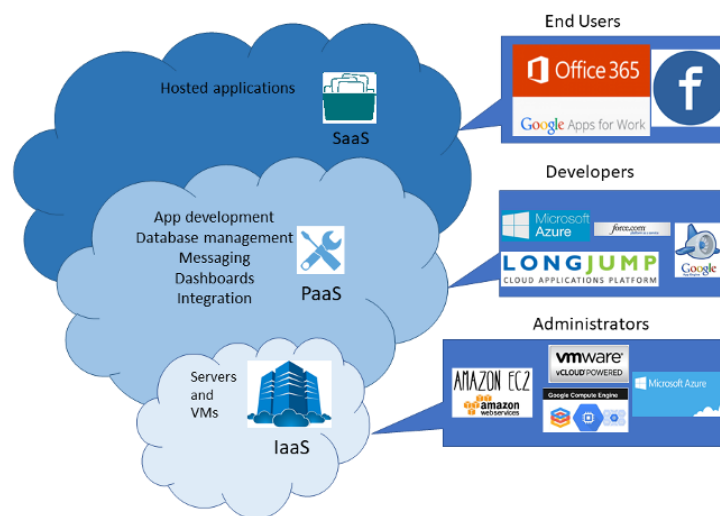 End Users
Hosted applications
SaaS
Office 365
Google Apps for Work
f
Developers
App development
Database management
Messaging
Dashboards
Integration
PaaS
Microsoft
Azure
force.com
LONGJUMP
CLOUD APPLICATIONS PLATFORM
Google
Administrators
Servers
and
VMs
IaaS
AMAZON EC2
amazon
webservices
vmware
vCLOUD POWERED
Google Compute Engine
Microsoft Azure